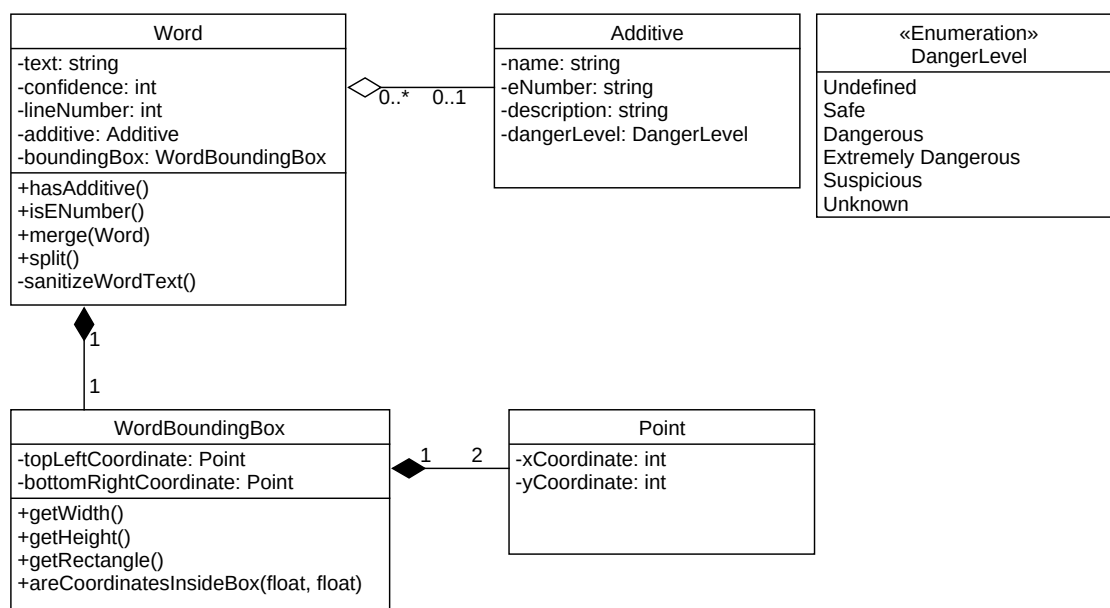 Word
-text: string
-confidence: int
-lineNumber: int
-additive: Additive
-boundingBox: WordBoundingBox
+hasAdditive()
+isENumber()
+merge(Word)
+split()
-sanitizeWordText()
0..*
0..1
Additive
-name: string
-eNumber: string
-description: string
-dangerLevel: DangerLevel
«Enumeration»
DangerLevel
Undefined
Safe
Dangerous
Extremely Dangerous
Suspicious
Unknown
1
1
WordBoundingBox
-topLeftCoordinate: Point
-bottomRightCoordinate: Point
+getWidth()
+getHeight()
+getRectangle()
+areCoordinatesInsideBox(float, float)
1
2
Point
-xCoordinate: int
-yCoordinate: int